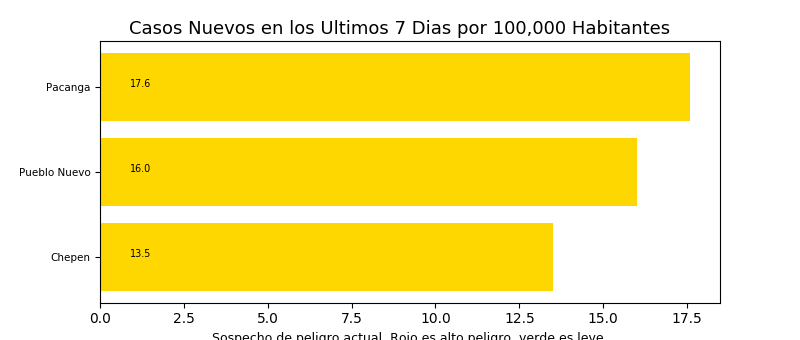 Casos Nuevos en los Ultimos 7 Dias por 100,000 Habitantes
Pacanga
17.6
Pueblo Nuevo
16.0
Chepen
13.5
0.0 2.5 5.0 7.5 10.0 12.5 15.0 17.5
Sospecho de peligro actual. Rojo es alto peligro, verde es leve